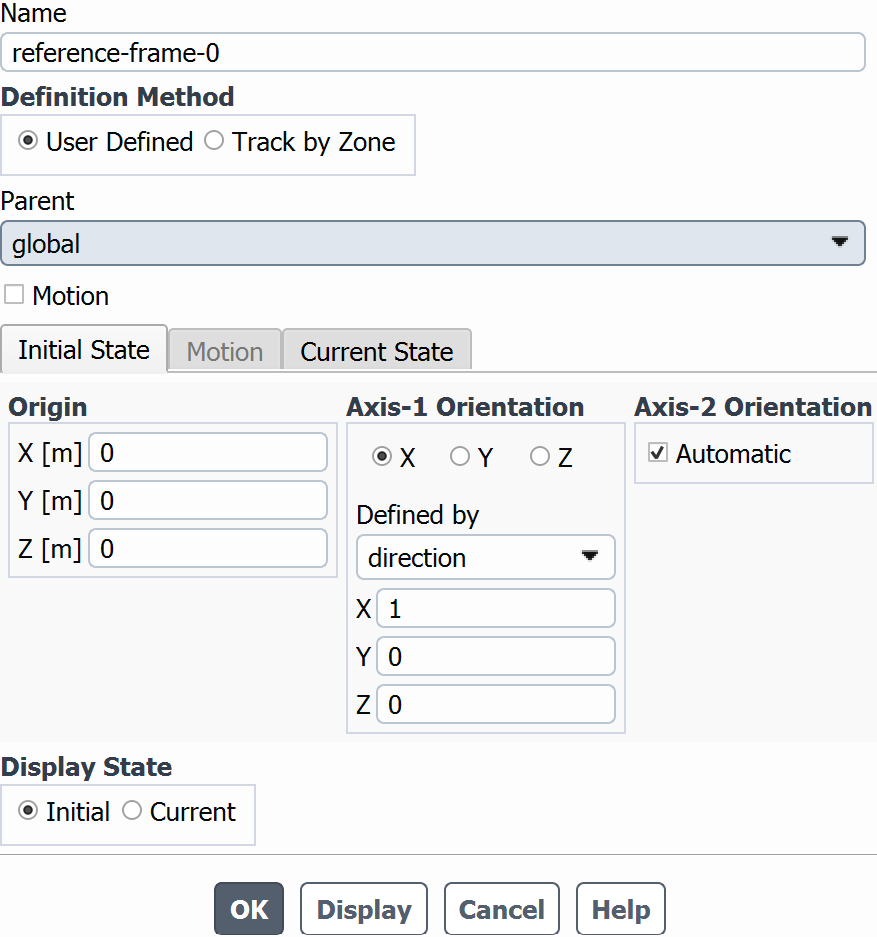 Name
reference-frame-0
Definition Method
User Defined Track by Zone
Parent
global
Motion
Initial State Motion Current State
Origin Axis-1 Orientation Axis-2 Orientation
X [m] 0 X Y Z Automatic
Y [m] 0
Defined by
Z [m] 0
direction
X 1
Y 0
Z 0
Display State
Initial Current
OK Display Cancel Help